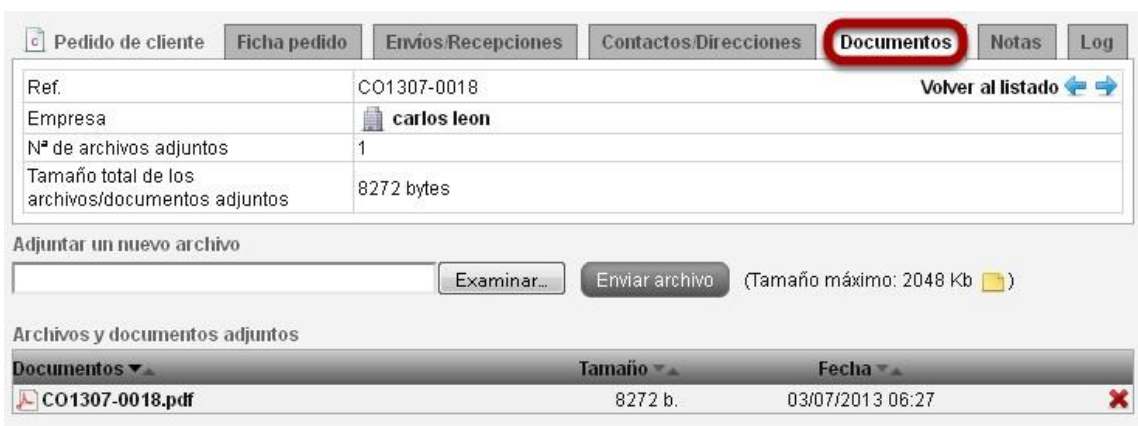 Pedido de cliente Ficha pedido Envíos/Recepciones Contactos/Direcciones Documentos Notas Log
Ref. CO1307-0018 Volver al listado
Empresa carlos leon
Nª de archivos adjuntos 1
Tamaño total de los
archivos/documentos adjuntos 8272 bytes
Adjuntar un nuevo archivo
Examinar... Enviar archivo (Tamaño máximo: 2048 Kb )
Archivos y documentos adjuntos
Documentos Tamaño Fecha
CO1307-0018.pdf 8272 b. 03/07/2013 06:27